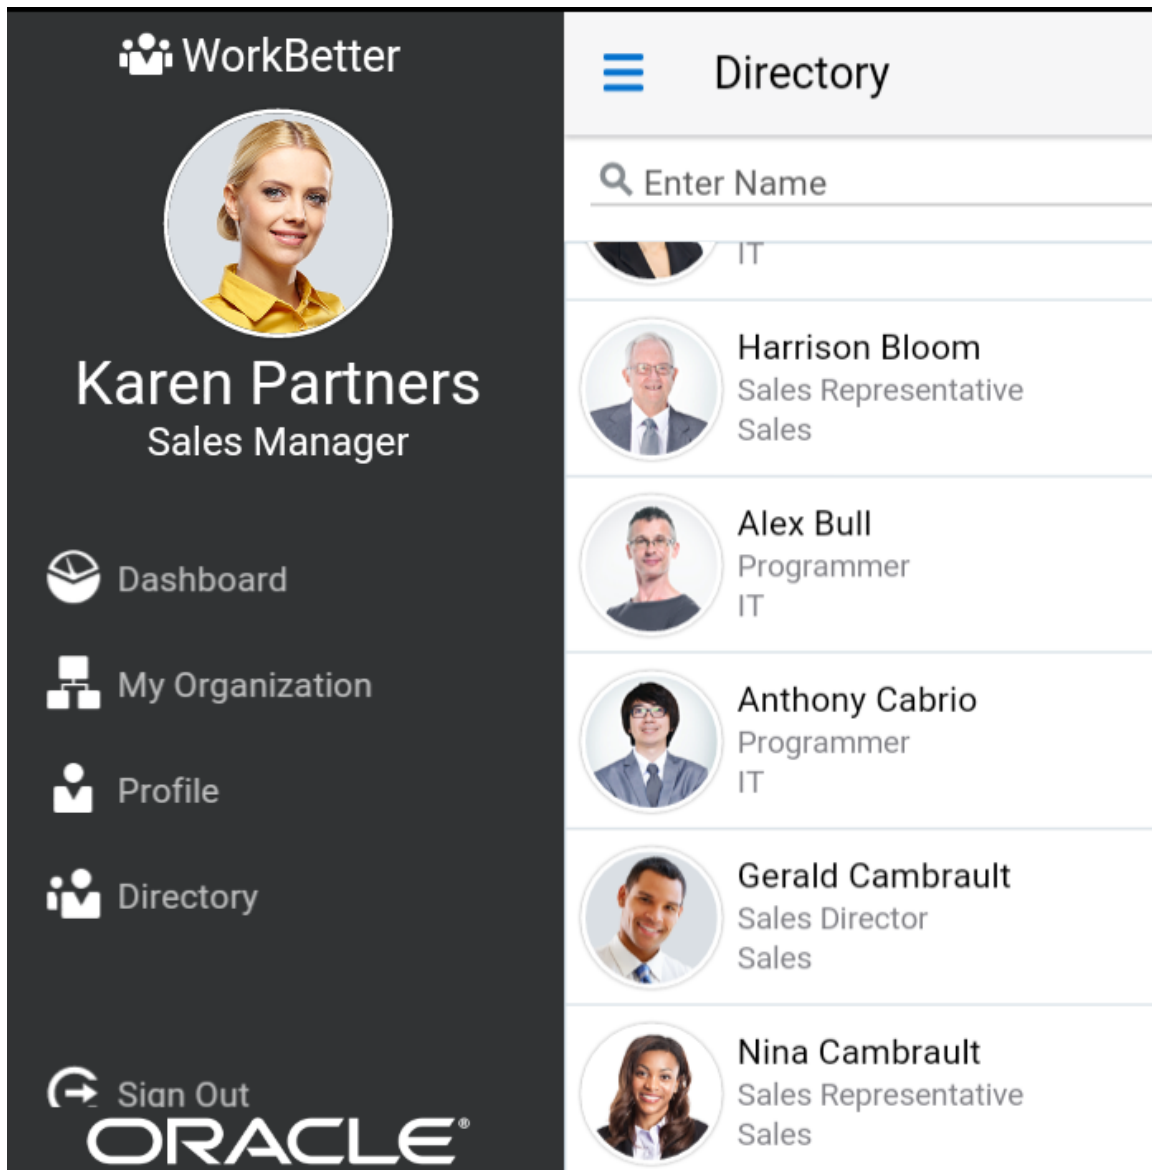 WorkBetter
Karen Partners
Sales Manager
Dashboard
My Organization
Profile
Directory
Sign Out
ORACLE®
Directory
Enter Name
IT
Harrison Bloom
Sales Representative
Sales
Alex Bull
Programmer
IT
Anthony Cabrio
Programmer
IT
Gerald Cambrault
Sales Director
Sales
Nina Cambrault
Sales Representative
Sales